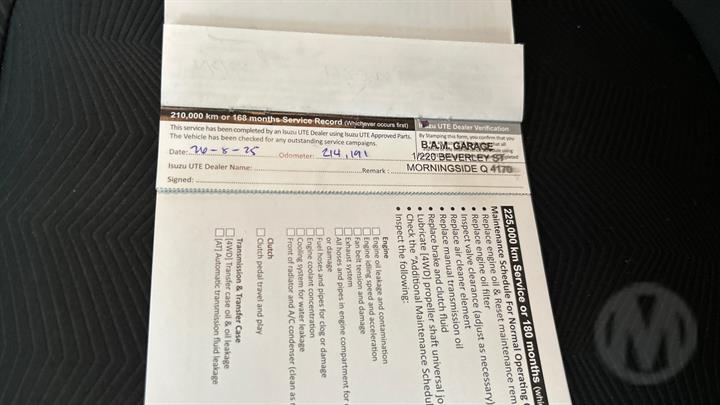 210,000 km or 168 months Service Record (Whichever occurs first)
This service has been completed by an Isuzu UTE Dealer using Isuzu UTE Approved Parts.
The Vehicle has been checked for any outstanding service campaigns.
Date: 26-5-25 Odometer: 214,191
Isuzu UTE Dealer Name: Remark:
Signed:
UTE Dealer Verification
By Stamping this form, you confirm that
B.A.M. GARAGE
1/220 BEVERLEY ST
MORNINGSIDE Q 4170
225,000 km Service or 180 months
Maintenance Schedule For Normal Operating
• Replace engine oil & Reset maintenance
• Replace engine oil filter
• Inspect valve clearance (adjust as necessary)
• Replace air cleaner element
• Replace manual transmission oil
• Replace brake and clutch fluid
• Lubricate [4WD] propeller shaft universal
• Check the "Additional Maintenance
• Inspect the following:
Engine
☐ Engine oil leakage and contamination
☐ Engine idling speed and acceleration
☐ Fan belt tension and damage
☐ Exhaust system
☐ All hoses and pipes in engine compartment for
or damage
☐ Fuel hoses and pipes for clog or damage
☐ Engine coolant concentration
☐ Cooling system for water leakage
☐ Front of radiator and A/C condenser (clean as
Clutch
☐ Clutch pedal travel and play
Transmission & Transfer Case
☐ [4WD] Transfer case oil & oil leakage
☐ [AT] Automatic transmission fluid leakage